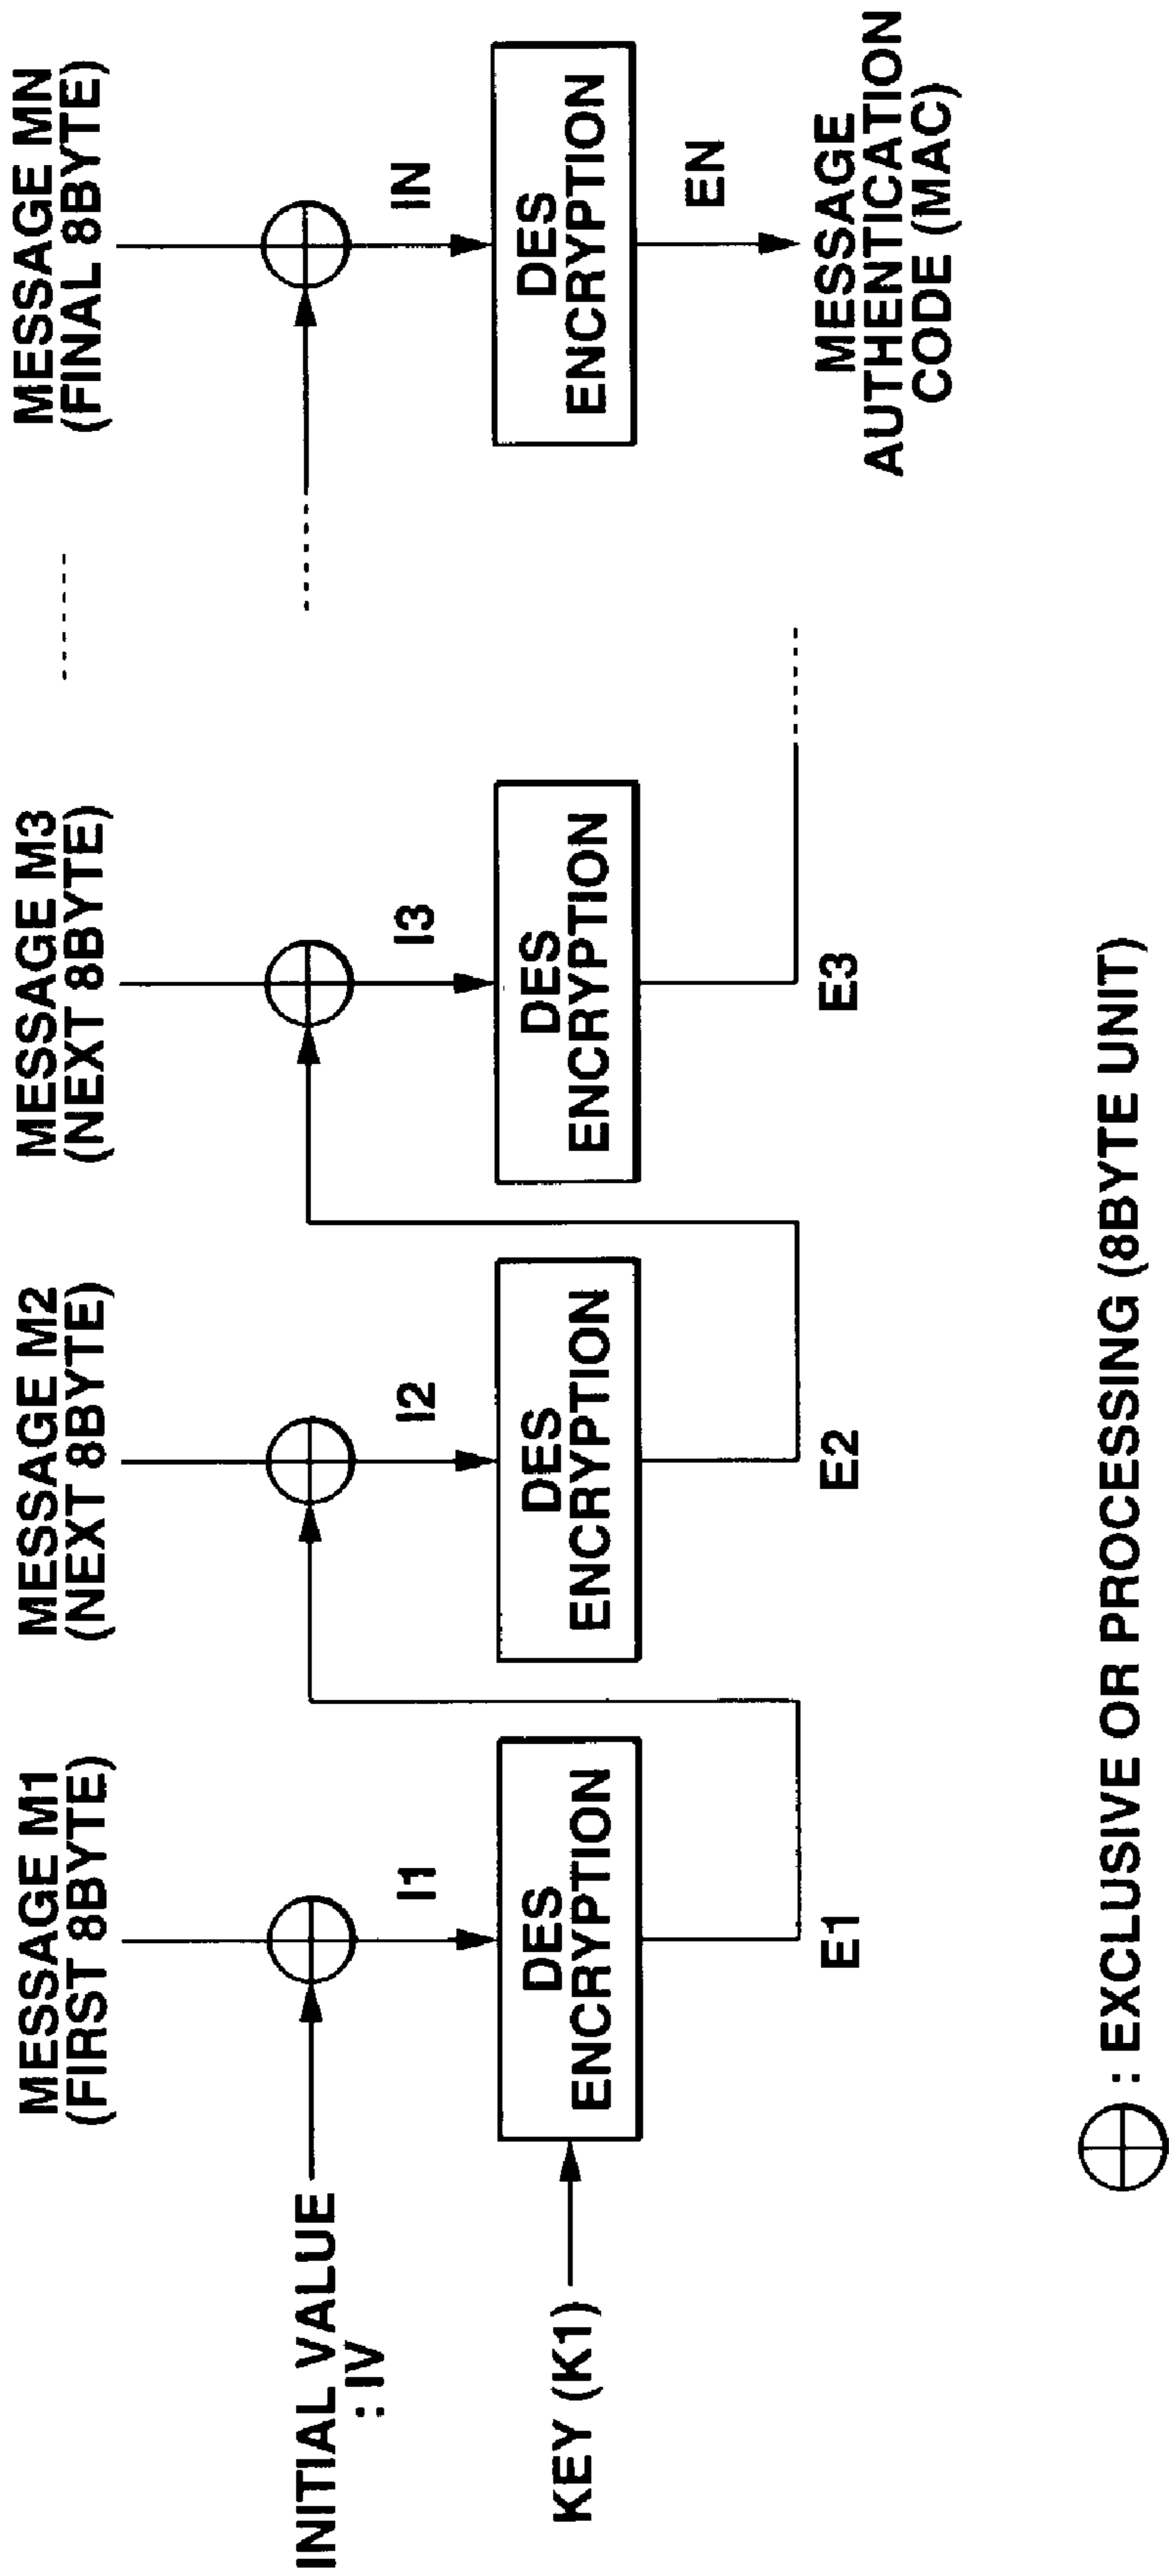 MESSAGE M1
(FIRST 8BYTE)
MESSAGE M2
(NEXT 8BYTE)
MESSAGE M3
(NEXT 8BYTE)
MESSAGE MN
(FINAL 8BYTE)
INITIAL VALUE
: IV
I1
I2
I3
IN
KEY (K1)
DES
ENCRYPTION
DES
ENCRYPTION
DES
ENCRYPTION
DES
ENCRYPTION
E1
E2
E3
EN
MESSAGE
AUTHENTICATION
CODE (MAC)
: EXCLUSIVE OR PROCESSING (8BYTE UNIT)